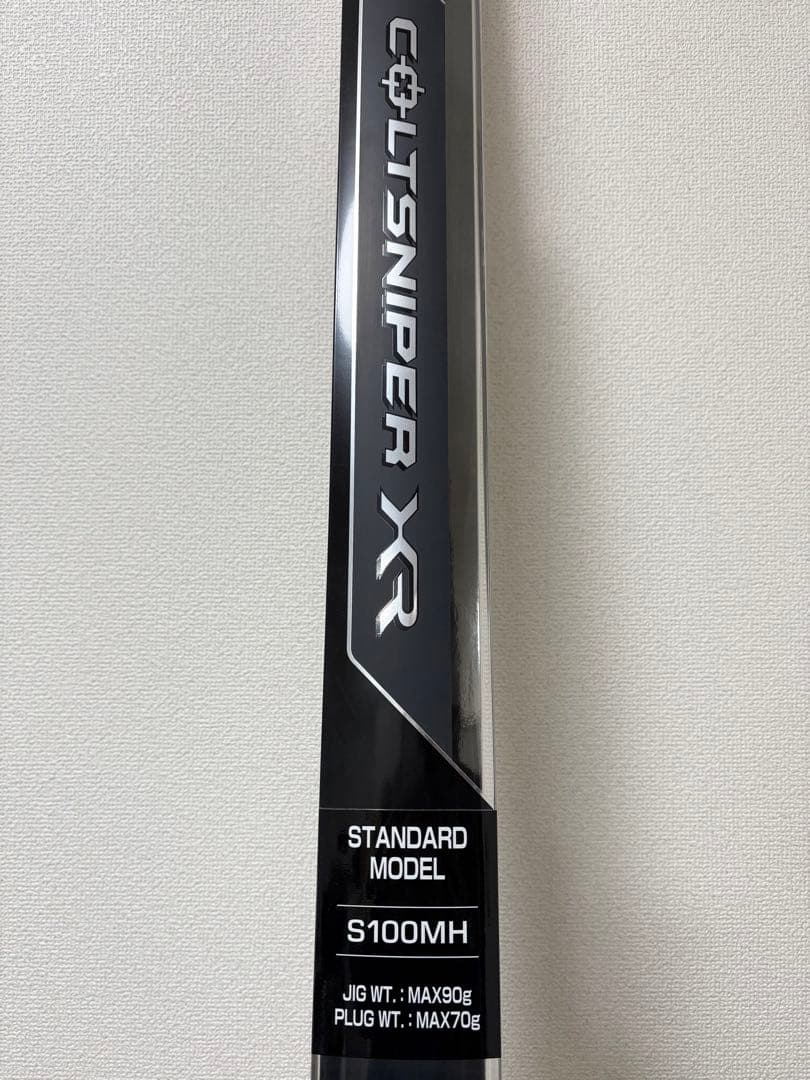 COLTSNIPER XR
STANDARD
MODEL
S100MH
JIG WT. : MAX90g
PLUG WT. : MAX70g